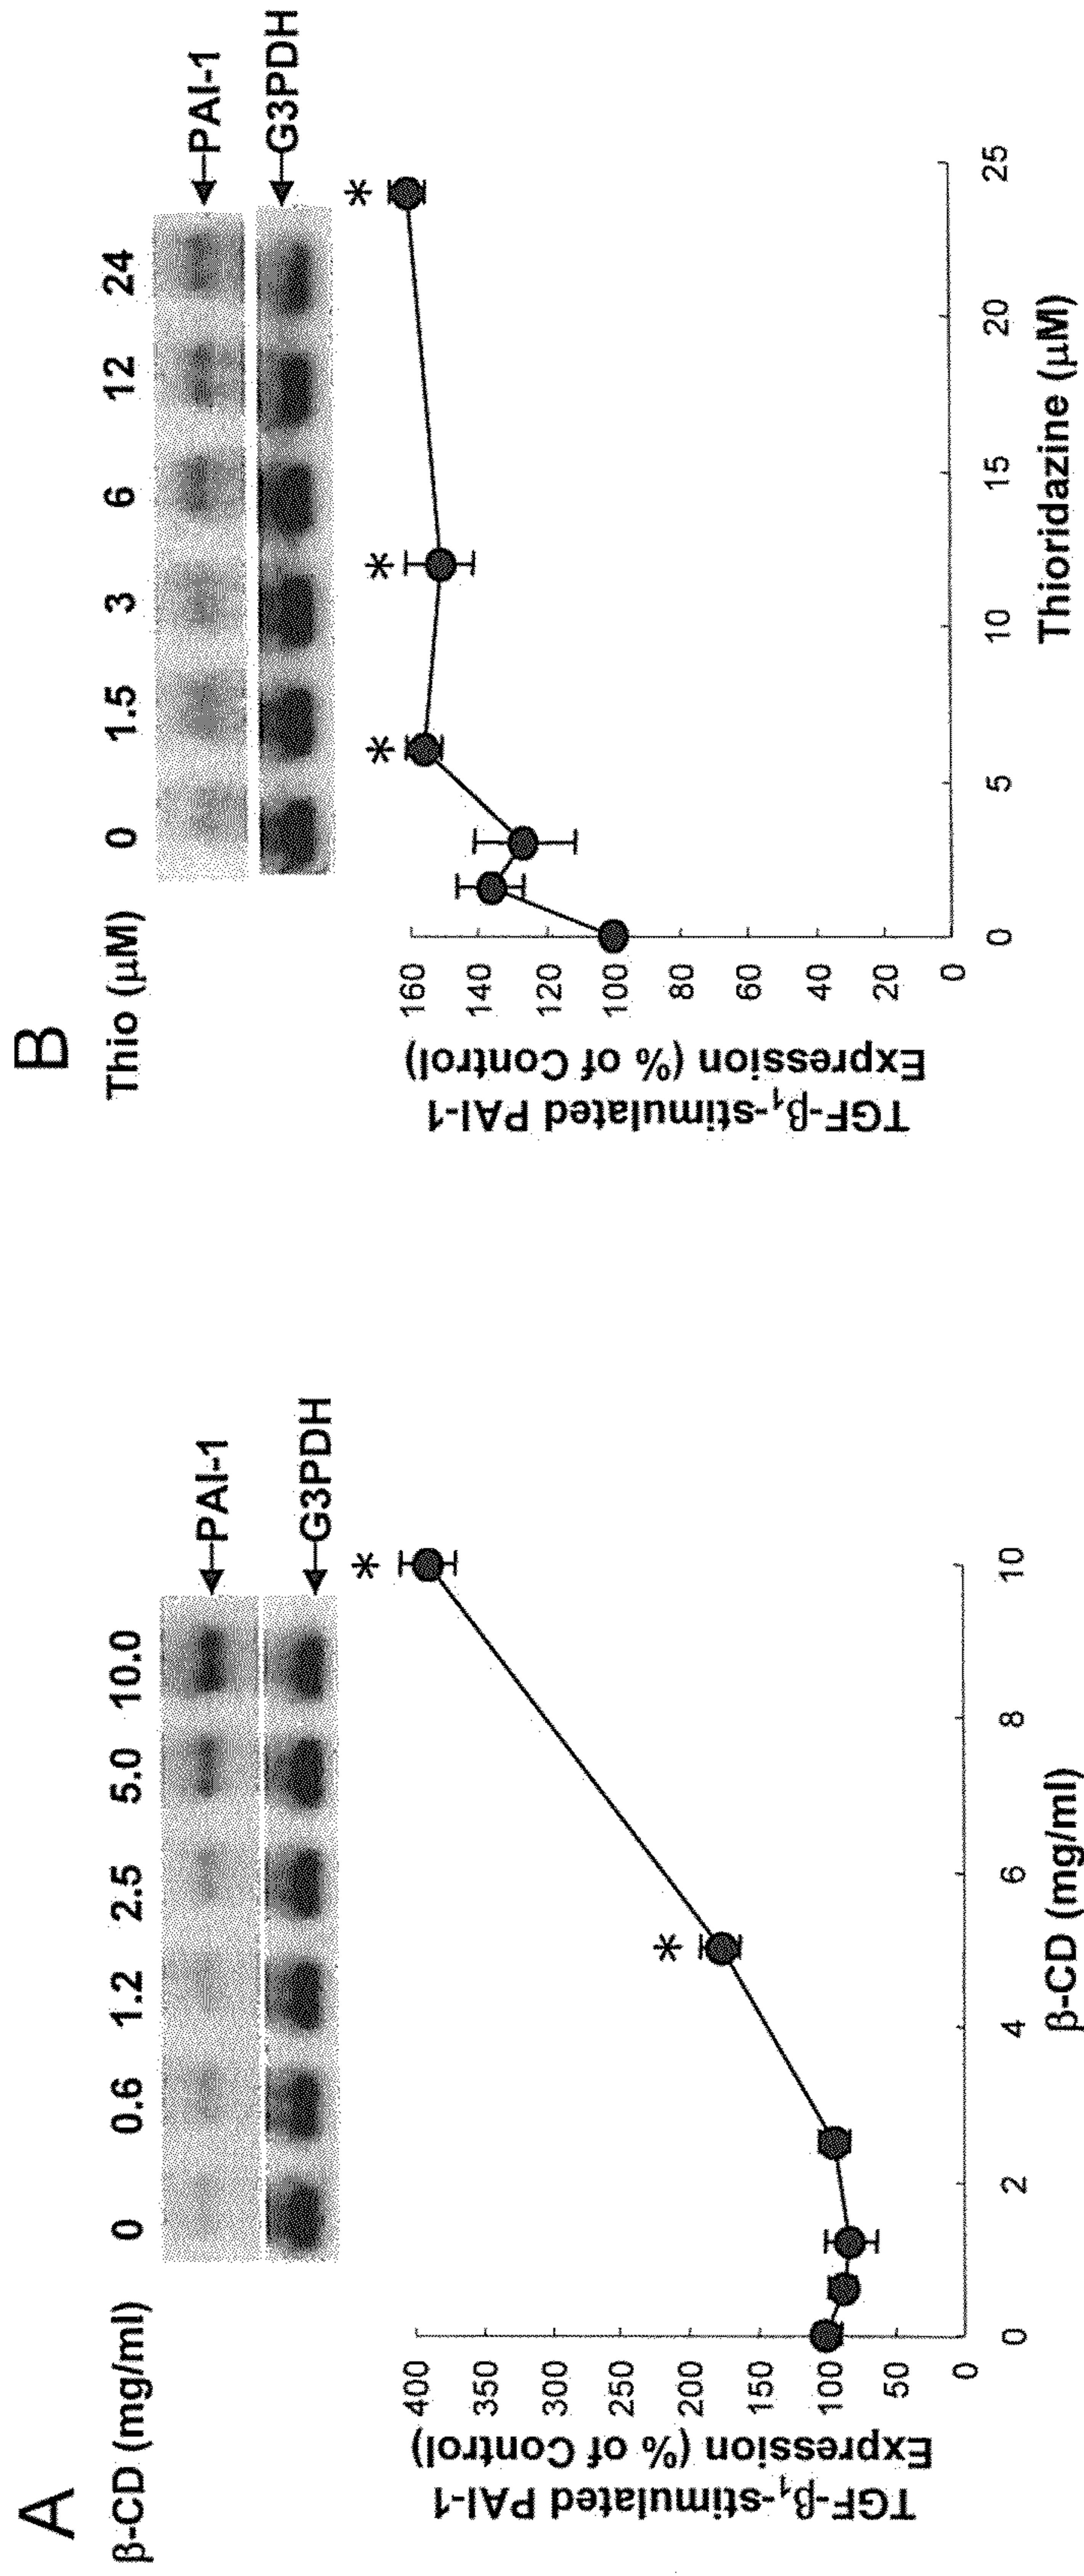 A
β-CD (mg/ml) 0 0.6 1.2 2.5 5.0 10.0
PAI-1
G3PDH
TGF-β1-stimulated PAI-1
Expression (% of Control)
400
350
300
250
200
150
100
50
0
*
*
0 2 4 6 8 10
β-CD (mg/ml)
B
Thio (μM) 0 1.5 3 6 12 24
PAI-1
G3PDH
TGF-β1-stimulated PAI-1
Expression (% of Control)
160
140
120
100
80
60
40
20
0
* * *
0 5 10 15 20 25
Thioridazine (μM)